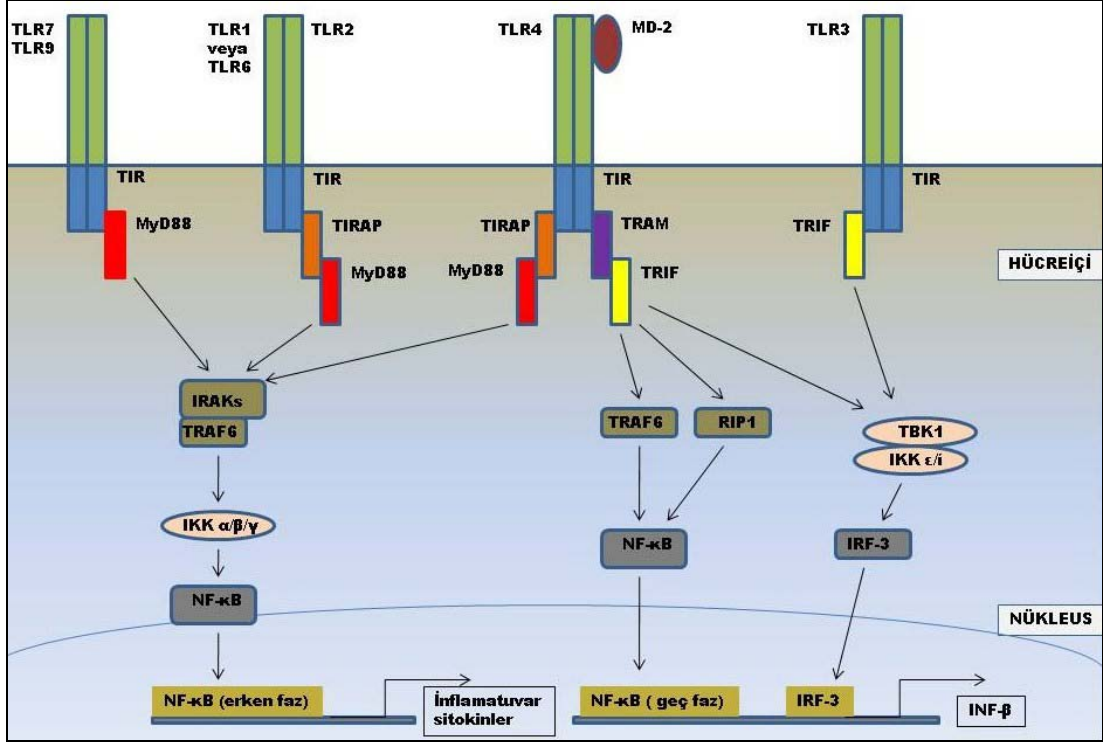 TLR7
TLR9
TLR1
veya
TLR6
TLR2
TLR4
MD-2
TLR3
TIR
TIR
TIR
TIR
MyD88
TIRAP
MyD88
TIRAP
MyD88
TRAM
TRIF
TRIF
HÜCREİÇİ
IRAKs
TRAF6
TRAF6
RIP1
TBK1
IKK ε/i
IKK α/β/γ
NF-κB
IRF-3
NF-κB
NÜKLEUS
NF-κB (erken faz)
İnflamatuvar
sitokinler
NF-κB ( geç faz)
IRF-3
INF-β